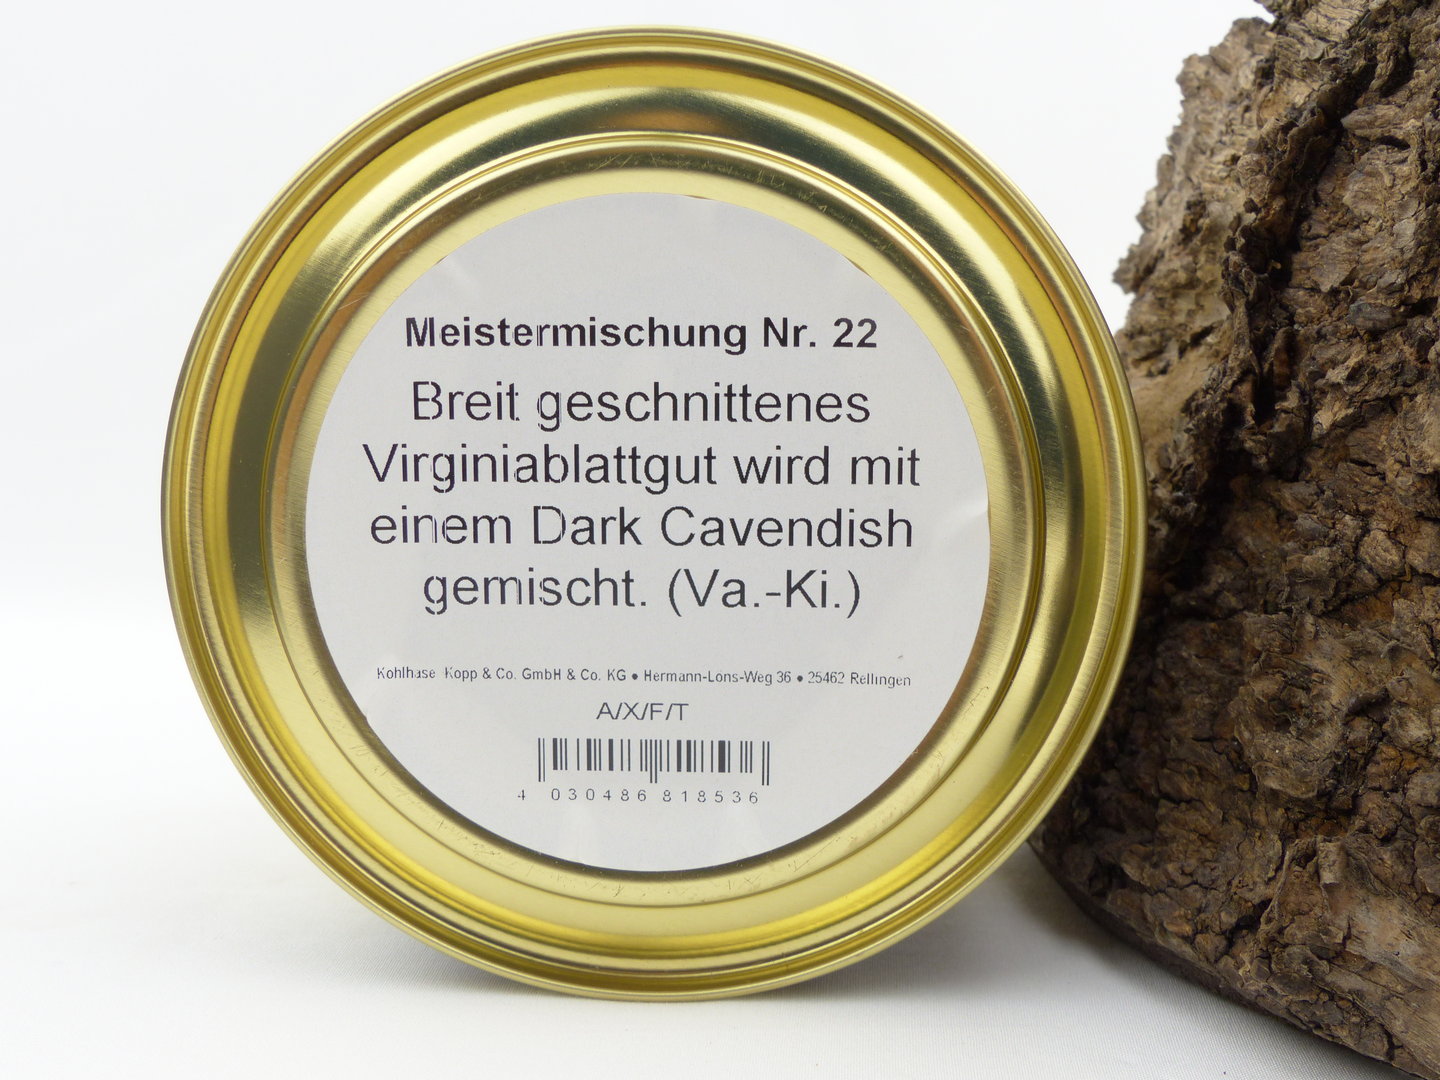 Meistermischung Nr. 22
Breit geschnittenes
Virginiablattgut wird mit
einem Dark Cavendish
gemischt. (Va.-Ki.)
Kohlhase Kopp & Co. GmbH & Co. KG • Hermann-Löns-Weg 36 • 25462 Rellingen
A/X/F/T
4 030486 818536